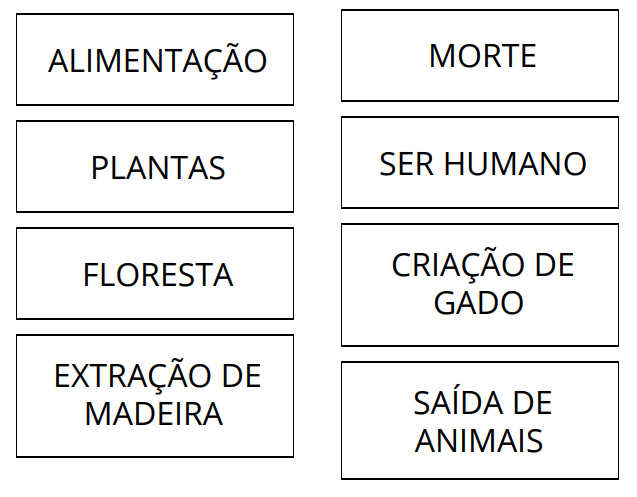 ALIMENTAÇÃO
PLANTAS
FLORESTA
EXTRAÇÃO DE
MADEIRA
MORTE
SER HUMANO
CRIAÇÃO DE
GADO
SAÍDA DE
ANIMAIS